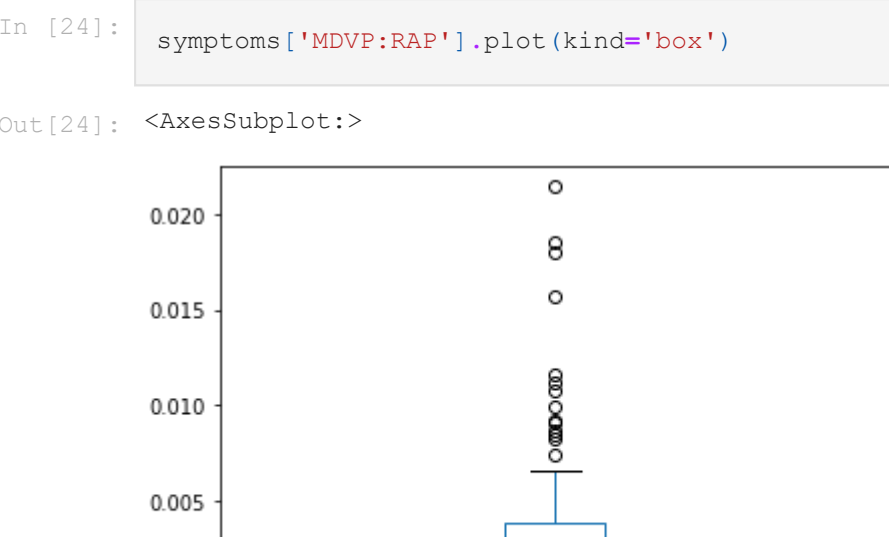 In [24]:
symptoms['MDVP:RAP'].plot(kind='box')
Out[24]:
<AxesSubplot:>
0.020
0.015
0.010
0.005